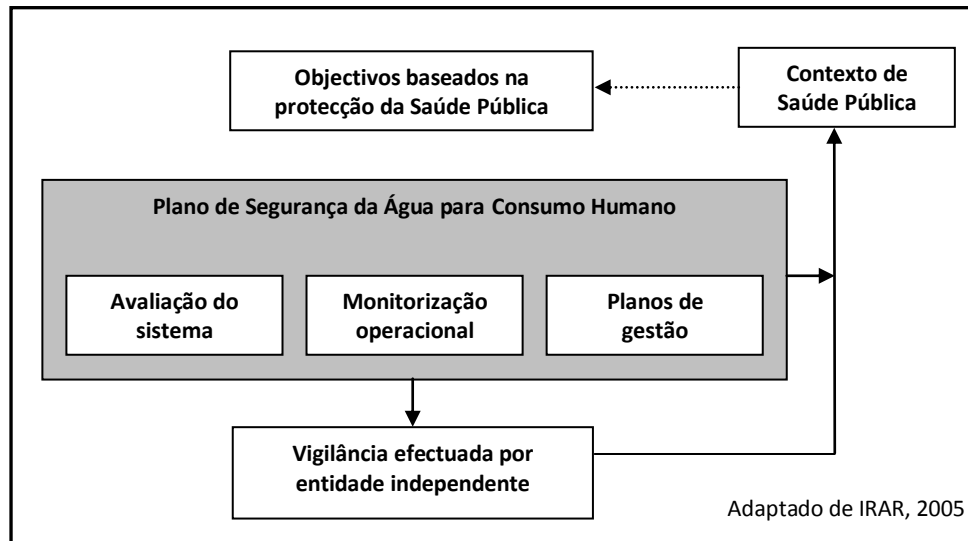 Objectivos baseados na
protecção da Saúde Pública
Contexto de
Saúde Pública
Plano de Segurança da Água para Consumo Humano
Avaliação do
sistema
Monitorização
operacional
Planos de
gestão
Vigilância efectuada por
entidade independente
Adaptado de IRAR, 2005